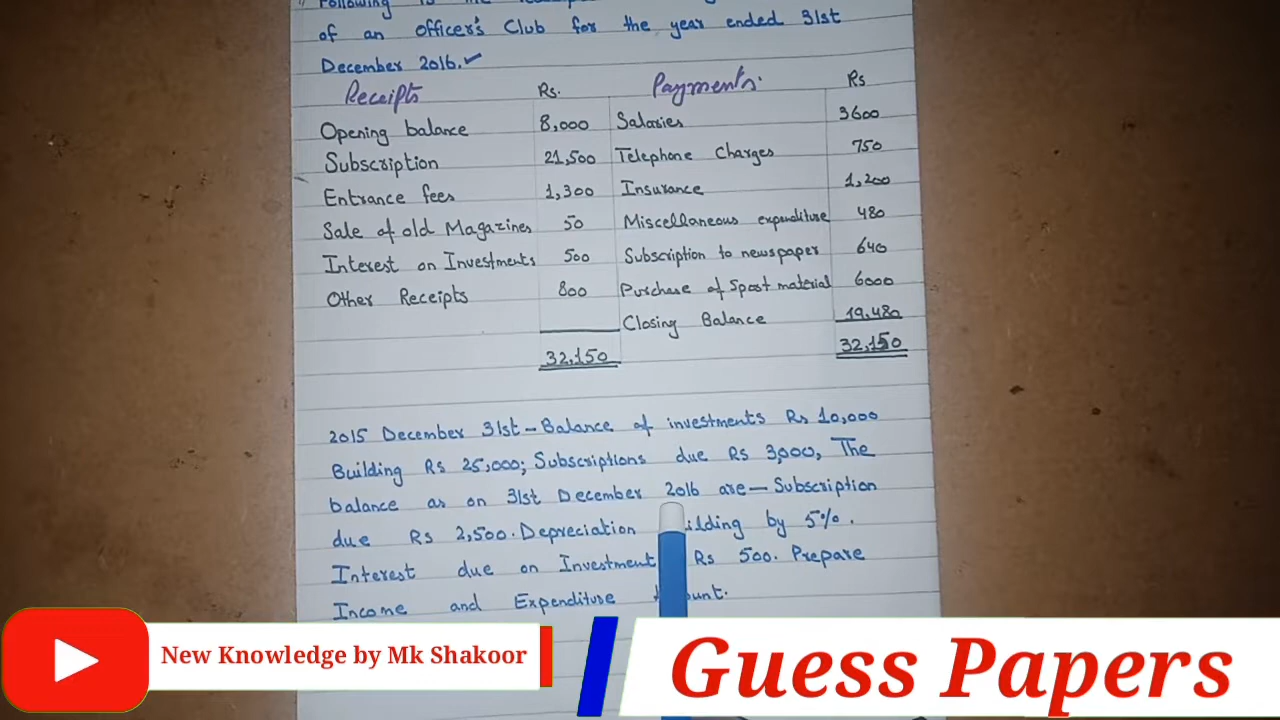 of an Officer's Club for the year ended 31st
December 2016.
Receipts Rs. Payments Rs
Opening balance 8,000 Salaries 3600
Subscription 21,500 Telephone Charges 750
Entrance fees 1,300 Insurance 1,200
Sale of old Magazines 50 Miscellaneous expenditure 480
Interest on Investments 500 Subscription to newspaper 640
Other Receipts 800 Purchase of Sport material 6000
Closing Balance 19,480
32,150 32,150
2015 December 31st - Balance of investments Rs 10,000
Building Rs 25,000; Subscriptions due Rs 3,000, The
balance as on 31st December 2016 are - Subscription
due Rs 2,500. Depreciation by 5%.
Interest due on Investment Rs 500. Prepare
Income and Expenditure
New Knowledge by Mk Shakoor
Guess Papers